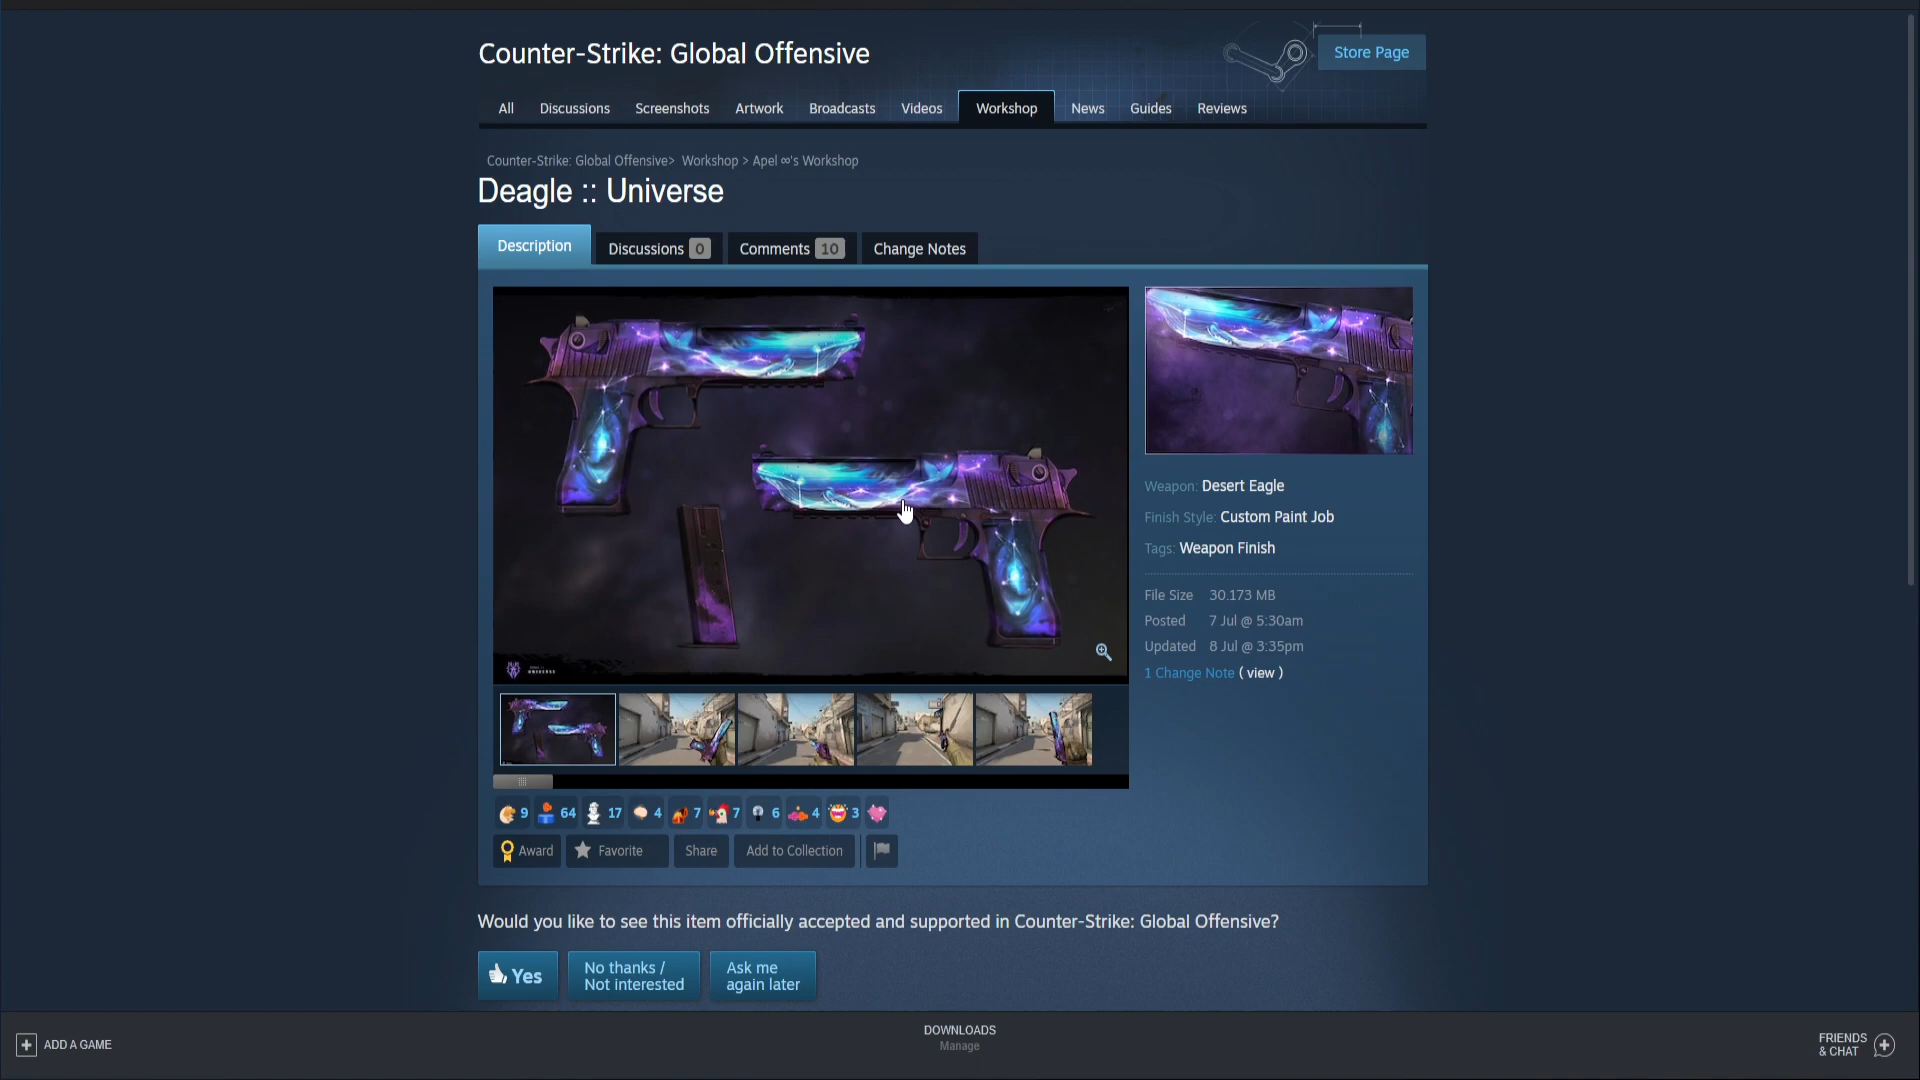 Counter-Strike: Global Offensive
Store Page
All Discussions Screenshots Artwork Broadcasts Videos Workshop News Guides Reviews
Counter-Strike: Global Offensive> Workshop > Apel ∞'s Workshop
Deagle :: Universe
Description Discussions 0 Comments 10 Change Notes
Weapon: Desert Eagle
Finish Style: Custom Paint Job
Tags: Weapon Finish
File Size 30.173 MB
Posted 7 Jul @ 5:30am
Updated 8 Jul @ 3:35pm
1 Change Note ( view )
UNIVERSE
9 64 17 4 7 7 6 4 3
Award Favorite Share Add to Collection
Would you like to see this item officially accepted and supported in Counter-Strike: Global Offensive?
Yes
No thanks /
Not interested
Ask me
again later
ADD A GAME
DOWNLOADS
Manage
FRIENDS
& CHAT